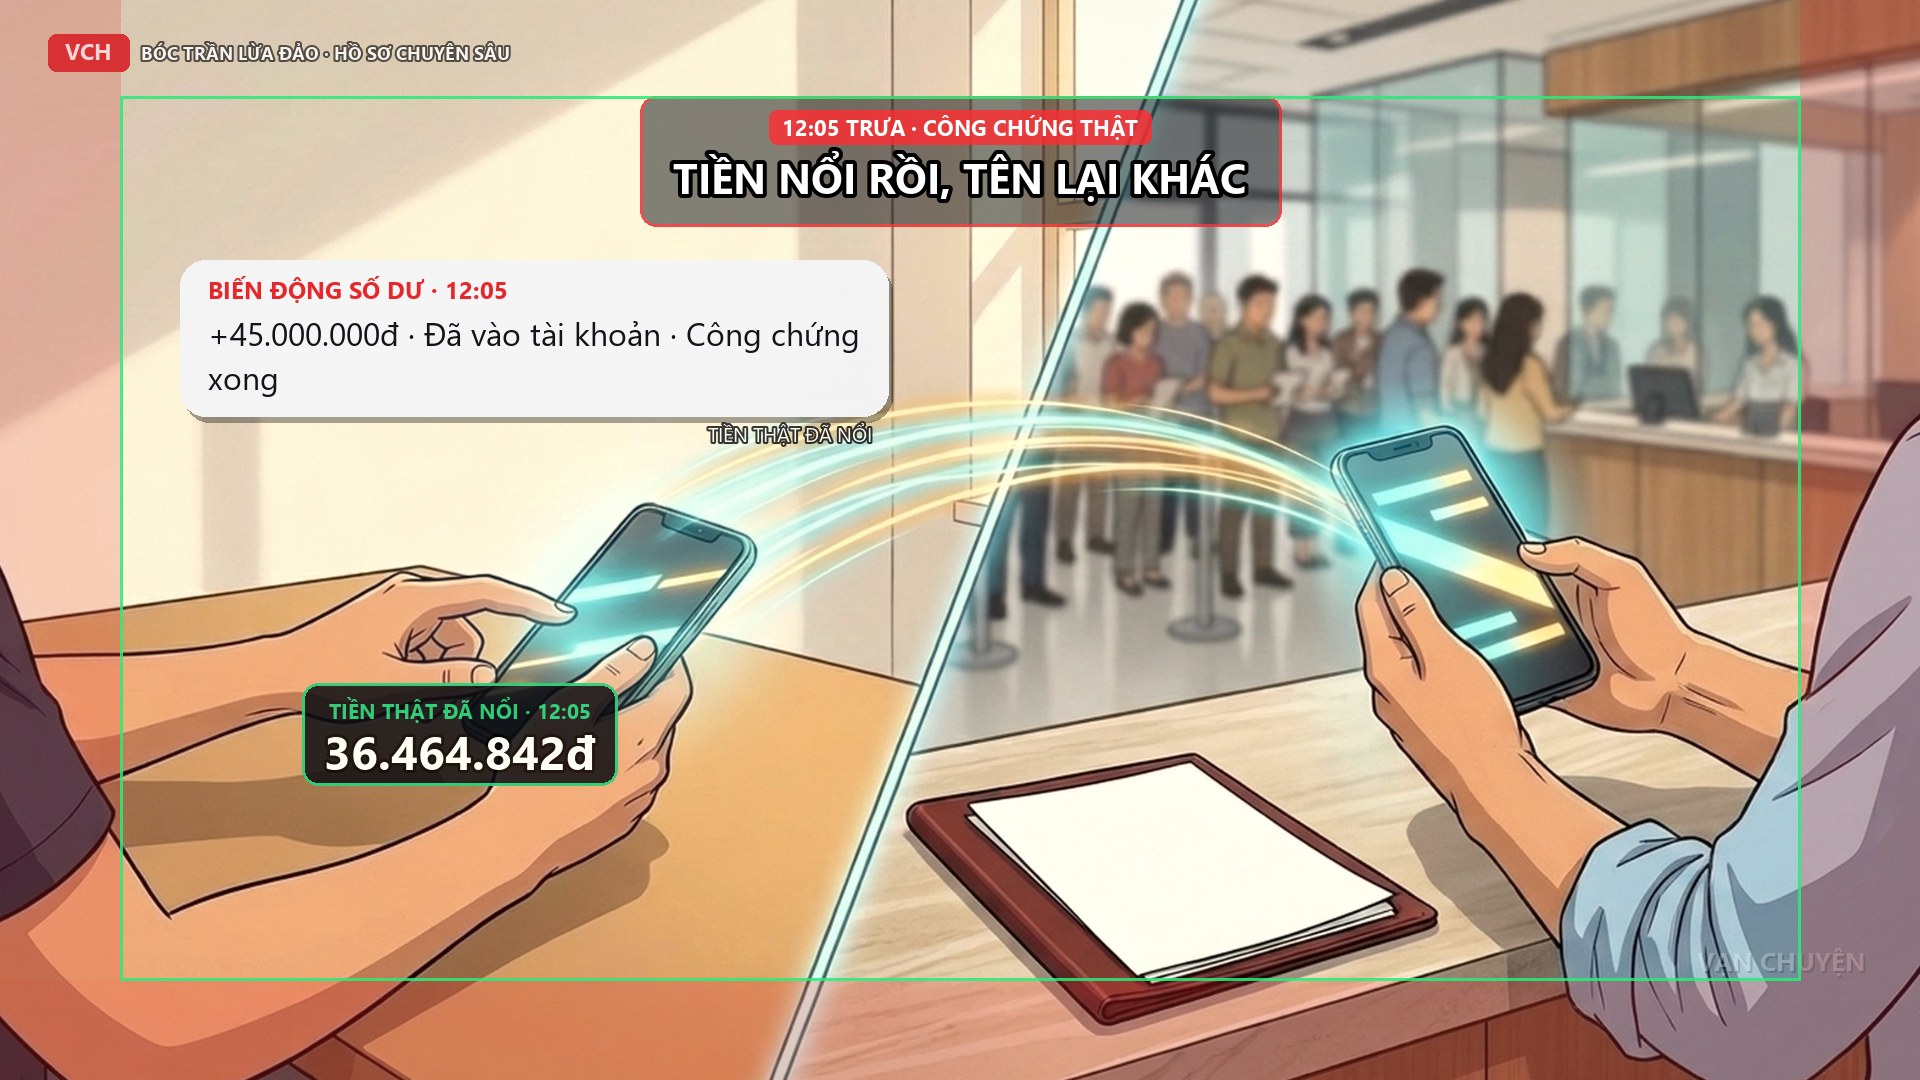 VCH BÓC TRẦN LỪA ĐẢO · HỒ SƠ CHUYÊN SÂU
12:05 TRƯA · CÔNG CHỨNG THẬT
TIỀN NỔI RỒI, TÊN LẠI KHÁC
BIẾN ĐỘNG SỐ DƯ · 12:05
+45.000.000đ · Đã vào tài khoản · Công chứng
xong
TIỀN THẬT ĐÃ NỔI
TIỀN THẬT ĐÃ NỔI · 12:05
36.464.842đ
VẠN CHUYỆN